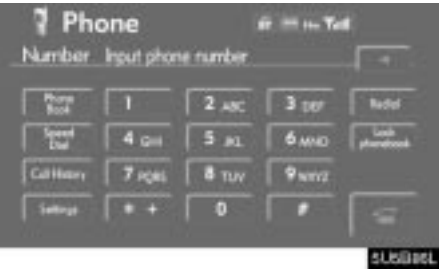 Phone
Number Input phone number
Phone Book 1 2 ABC 3 DEF Redial
Speed Dial 4 GHI 5 JKL 6 MNO Lock phonebook
Call History 7 PQRS 8 TUV 9 WXYZ
Settings * + 0 #